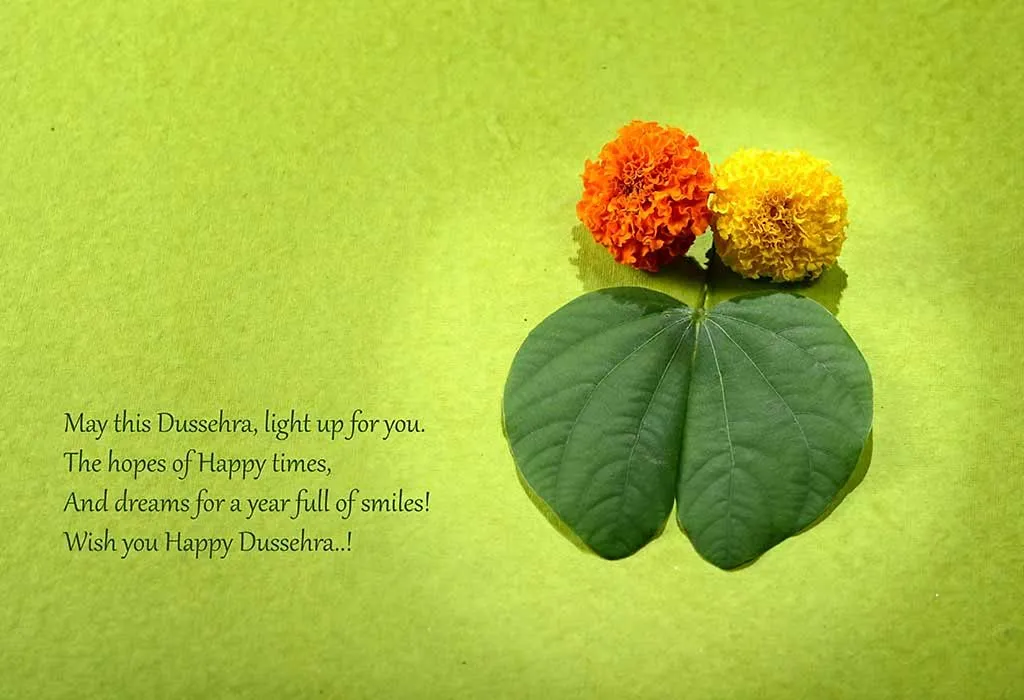 May this Dussehra, light up for you.
The hopes of Happy times,
And dreams for a year full of smiles!
Wish you Happy Dussehra..!